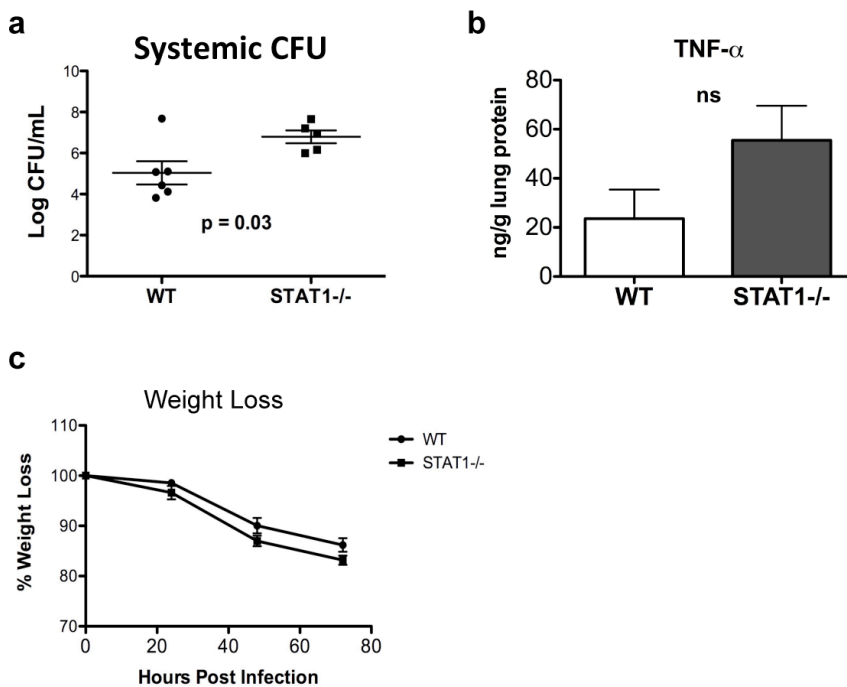 a
Systemic CFU
Log CFU/mL
10
8
6
4
2
0
p = 0.03
WT
STAT1-/-
b
TNF-α
ng/g lung protein
80
60
40
20
0
ns
WT
STAT1-/-
c
Weight Loss
% Weight Loss
110
100
90
80
70
0 20 40 60 80
Hours Post Infection
WT
STAT1-/-